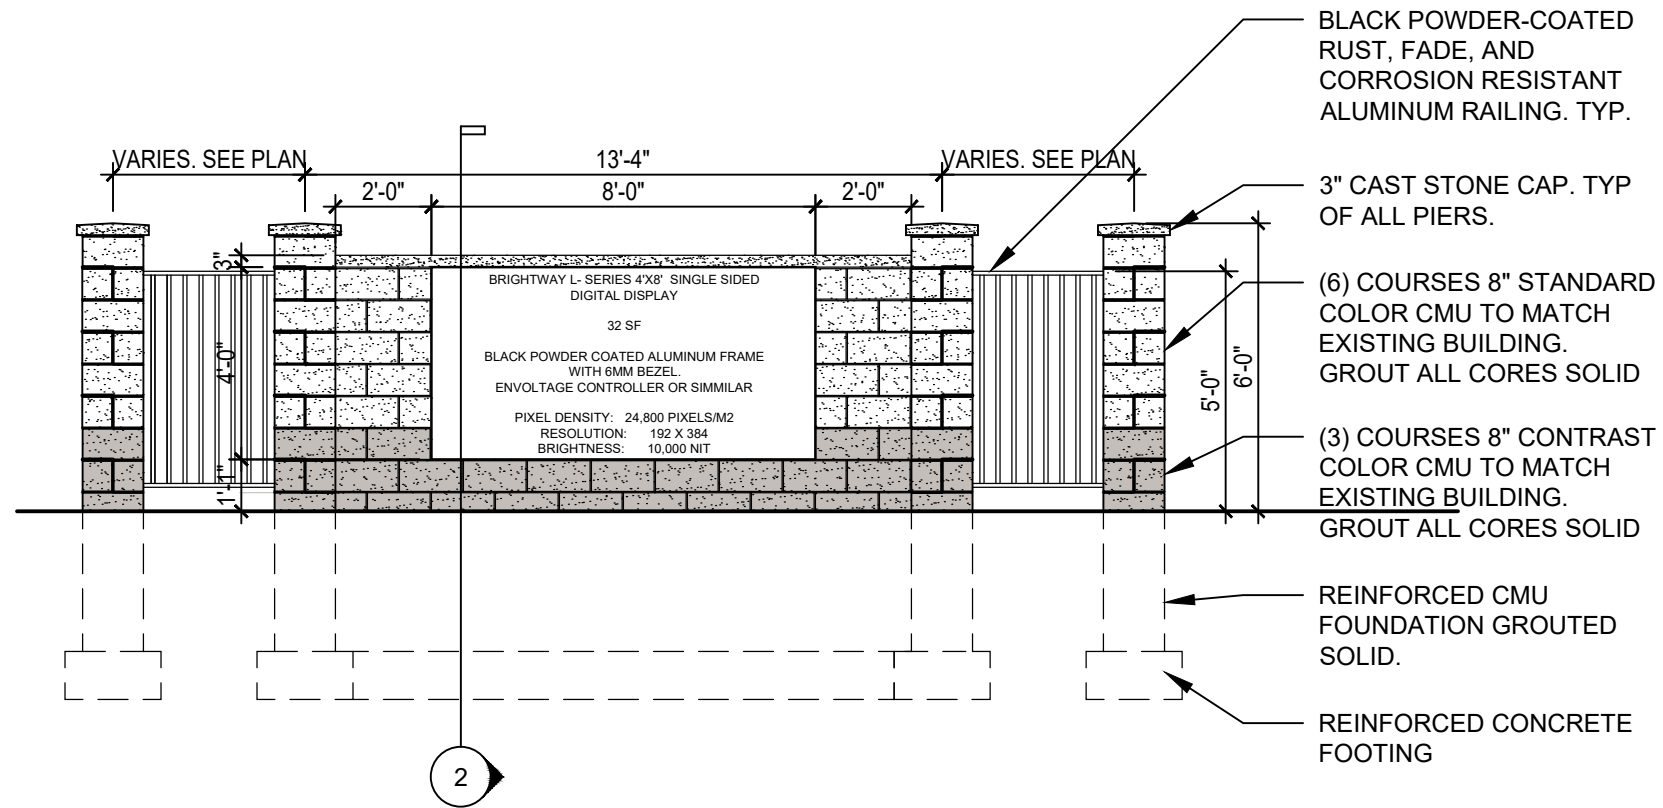 BLACK POWDER-COATED
RUST, FADE, AND
CORROSION RESISTANT
ALUMINUM RAILING. TYP.
VARIES. SEE PLAN
13'-4"
VARIES. SEE PLAN
2'-0"
8'-0"
2'-0"
3" CAST STONE CAP. TYP
OF ALL PIERS.
3"
4'-0"
1'-1"
BRIGHTWAY L- SERIES 4'X8' SINGLE SIDED
DIGITAL DISPLAY
32 SF
BLACK POWDER COATED ALUMINUM FRAME
WITH 6MM BEZEL.
ENVOLTAGE CONTROLLER OR SIMMILAR
PIXEL DENSITY: 24,800 PIXELS/M2
RESOLUTION: 192 X 384
BRIGHTNESS: 10,000 NIT
5'-0"
6'-0"
(6) COURSES 8" STANDARD
COLOR CMU TO MATCH
EXISTING BUILDING.
GROUT ALL CORES SOLID
(3) COURSES 8" CONTRAST
COLOR CMU TO MATCH
EXISTING BUILDING.
GROUT ALL CORES SOLID
REINFORCED CMU
FOUNDATION GROUTED
SOLID.
REINFORCED CONCRETE
FOOTING
2